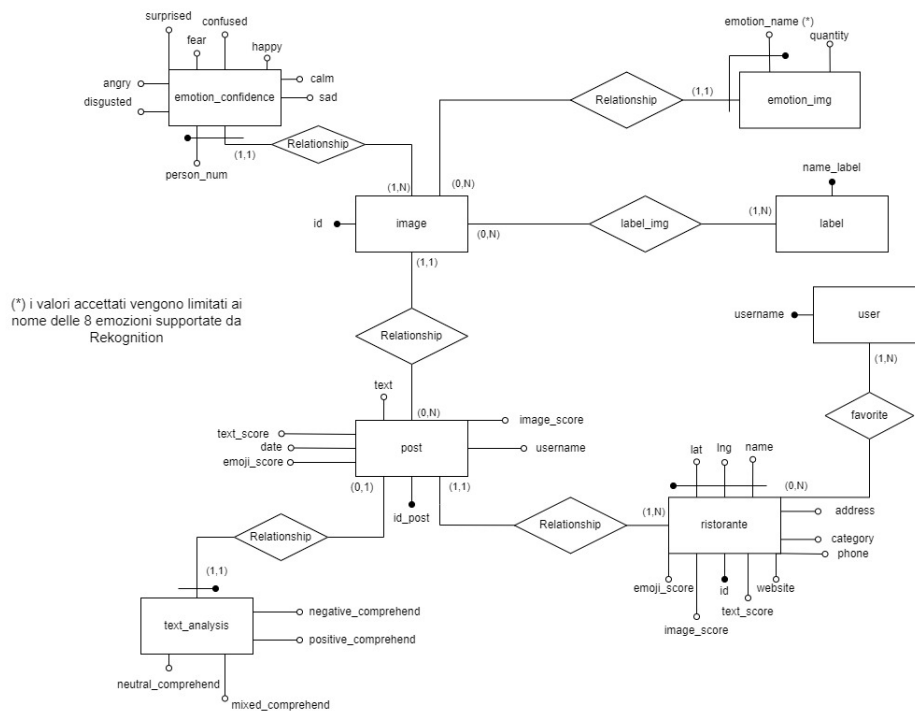 surprised
confused
fear
happy
angry
calm
disgusted
sad
emotion_confidence
person_num
(1,1)
Relationship
emotion_name (*)
quantity
Relationship
(1,1)
emotion_img
(1,N)
(0,N)
id
image
(0,N)
label_img
(1,N)
name_label
label
(1,1)
(*) i valori accettati vengono limitati ai
nome delle 8 emozioni supportate da
Rekognition
Relationship
username
user
(1,N)
favorite
text
(0,N)
image_score
text_score
date
emoji_score
post
username
(0,1)
(1,1)
id_post
lat
lng
name
(0,N)
Relationship
(1,N)
ristorante
address
category
phone
emoji_score
id
website
text_score
image_score
Relationship
(1,1)
text_analysis
negative_comprehend
positive_comprehend
neutral_comprehend
mixed_comprehend